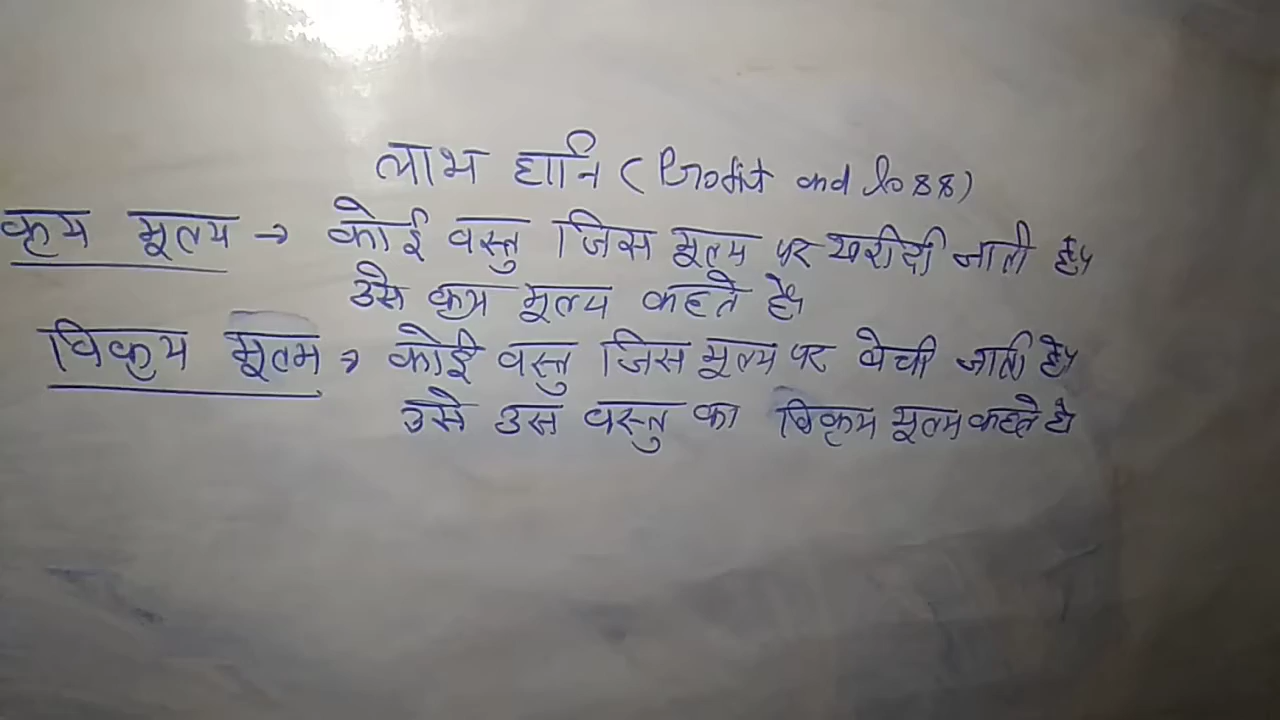 लाभ हानि (Profit and loss)
क्रय मूल्य → कोई वस्तु जिस मूल्य पर खरीदी जाती है,
उसे क्रय मूल्य कहते है,
विक्रय मूल्य → कोई वस्तु जिस मूल्य पर बेची जाती है,
उसे उस वस्तु का विक्रय मूल्य कहते है